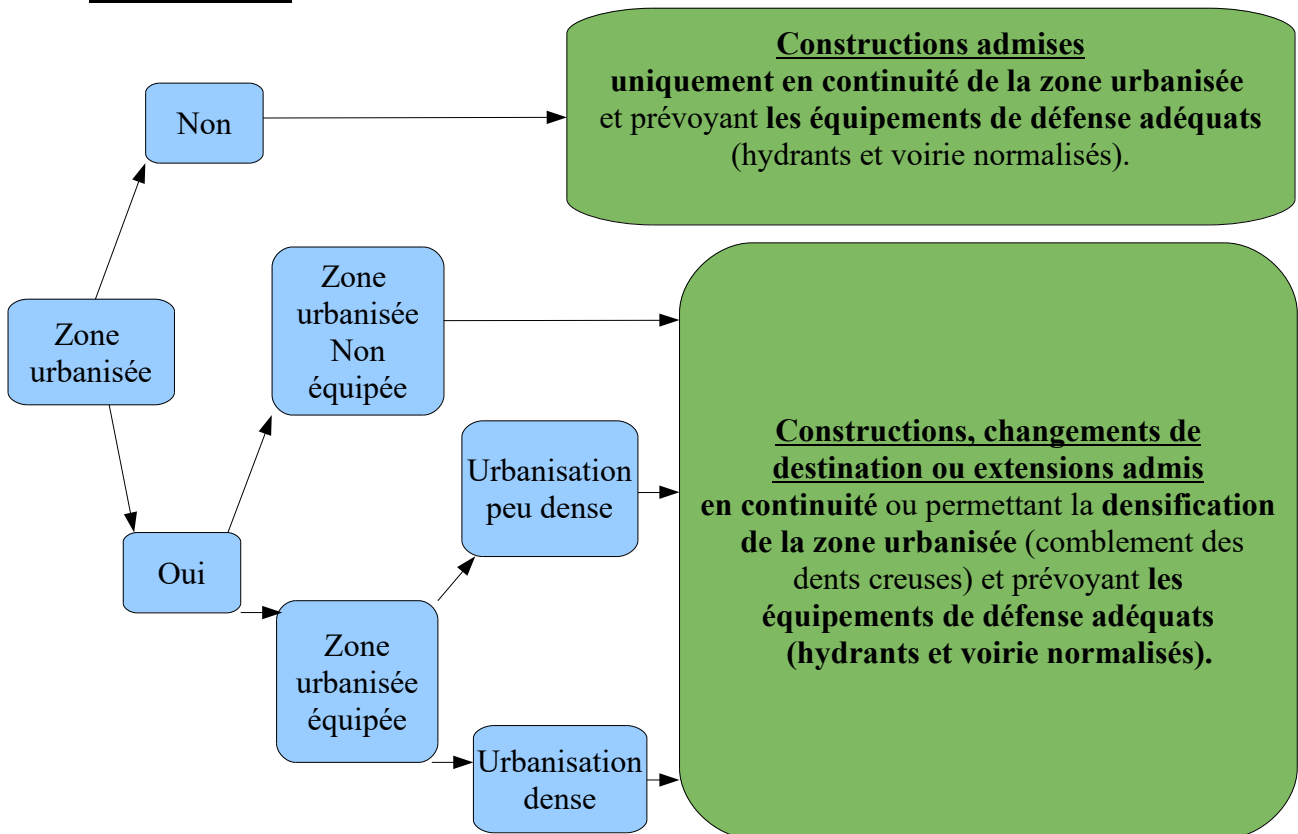 Constructions admises
uniquement en continuité de la zone urbanisée
et prévoyant les équipements de défense adéquats
(hydrants et voirie normalisés).
Non
Zone
urbanisée
Zone
urbanisée
Non
équipée
Oui
Urbanisation
peu dense
Zone
urbanisée
équipée
Urbanisation
dense
Constructions, changements de
destination ou extensions admis
en continuité ou permettant la densification
de la zone urbanisée (comblement des
dents creuses) et prévoyant les
équipements de défense adéquats
(hydrants et voirie normalisés).